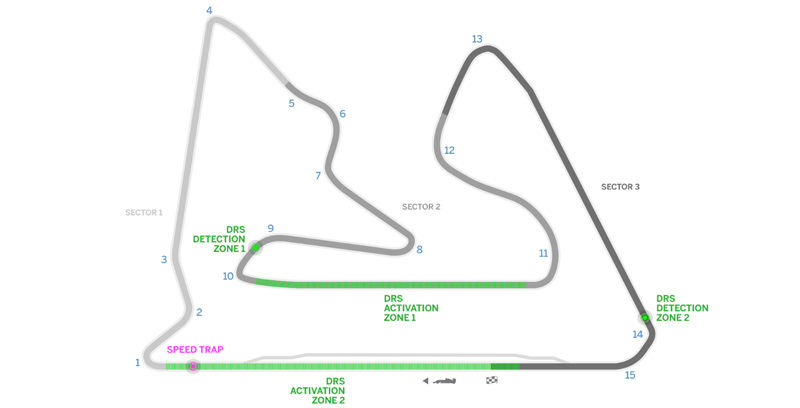 4
13
5
6
12
7
SECTOR 3
SECTOR 1
SECTOR 2
DRS
DETECTION
ZONE 1
9
8
11
3
10
2
DRS
ACTIVATION
ZONE 1
DRS
DETECTION
ZONE 2
14
SPEED TRAP
1
15
DRS
ACTIVATION
ZONE 2